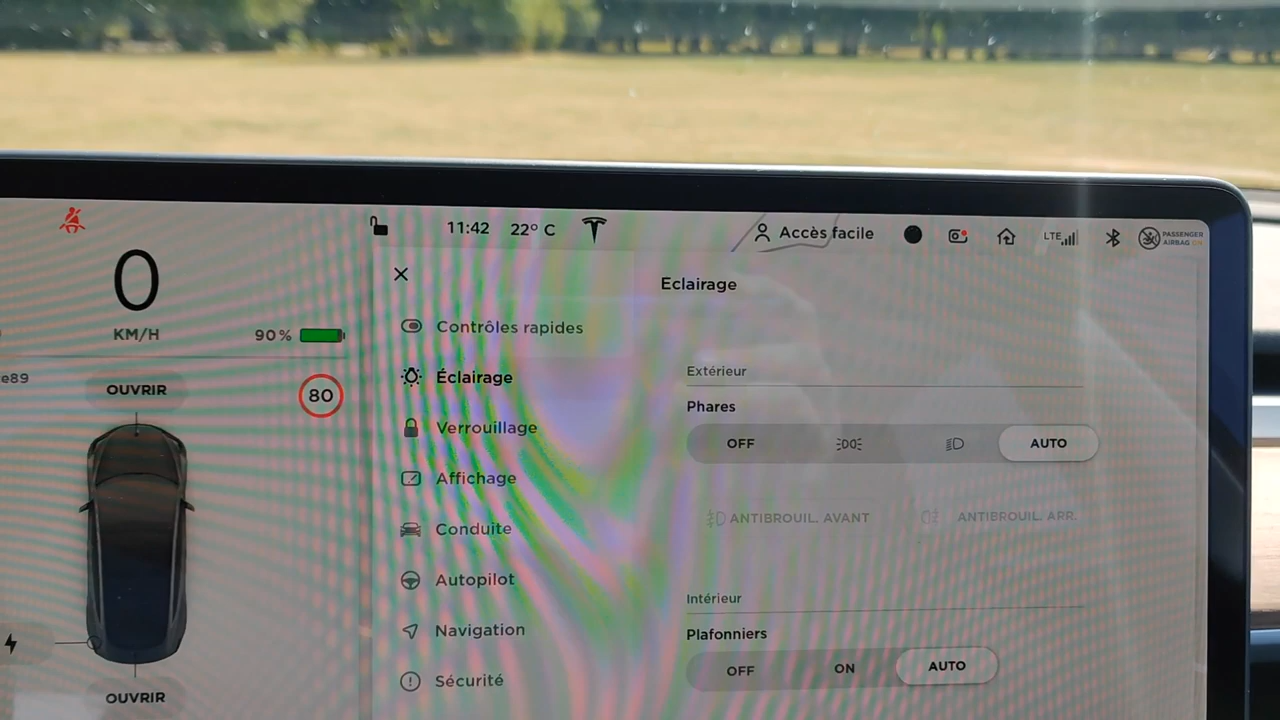 11:42 22° C
Accès facile
LTE
PASSENGER
AIRBAG ON
0
KM/H
90 %
e89
OUVRIR
80
OUVRIR
Contrôles rapides
Éclairage
Verrouillage
Affichage
Conduite
Autopilot
Navigation
Sécurité
Eclairage
Extérieur
Phares
OFF AUTO
ANTIBROUIL. AVANT ANTIBROUIL. ARR.
Intérieur
Plafonniers
OFF ON AUTO